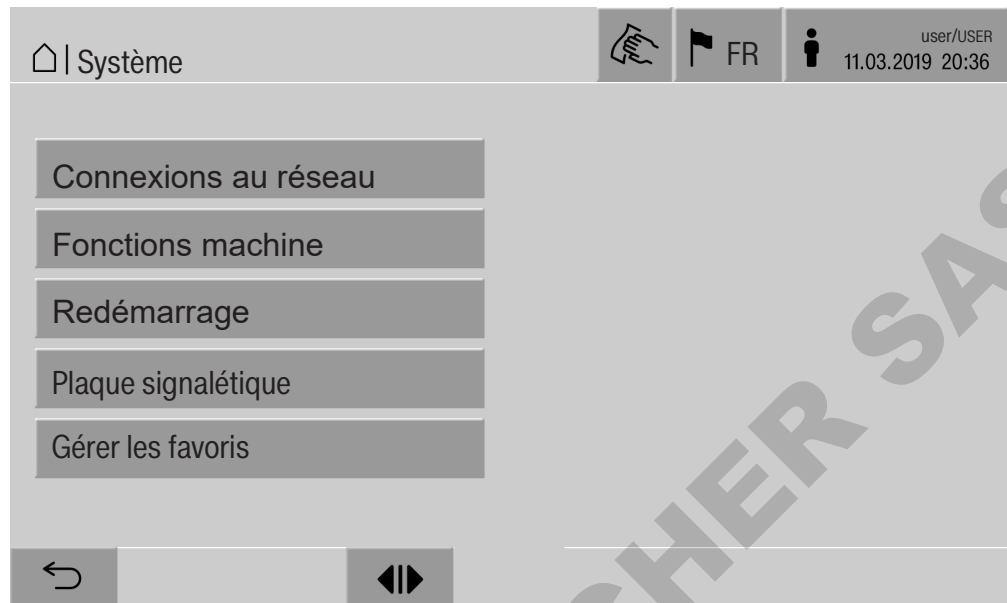 | Système
FR
user/USER
11.03.2019 20:36
Connexions au réseau
Fonctions machine
Redémarrage
Plaque signalétique
Gérer les favoris